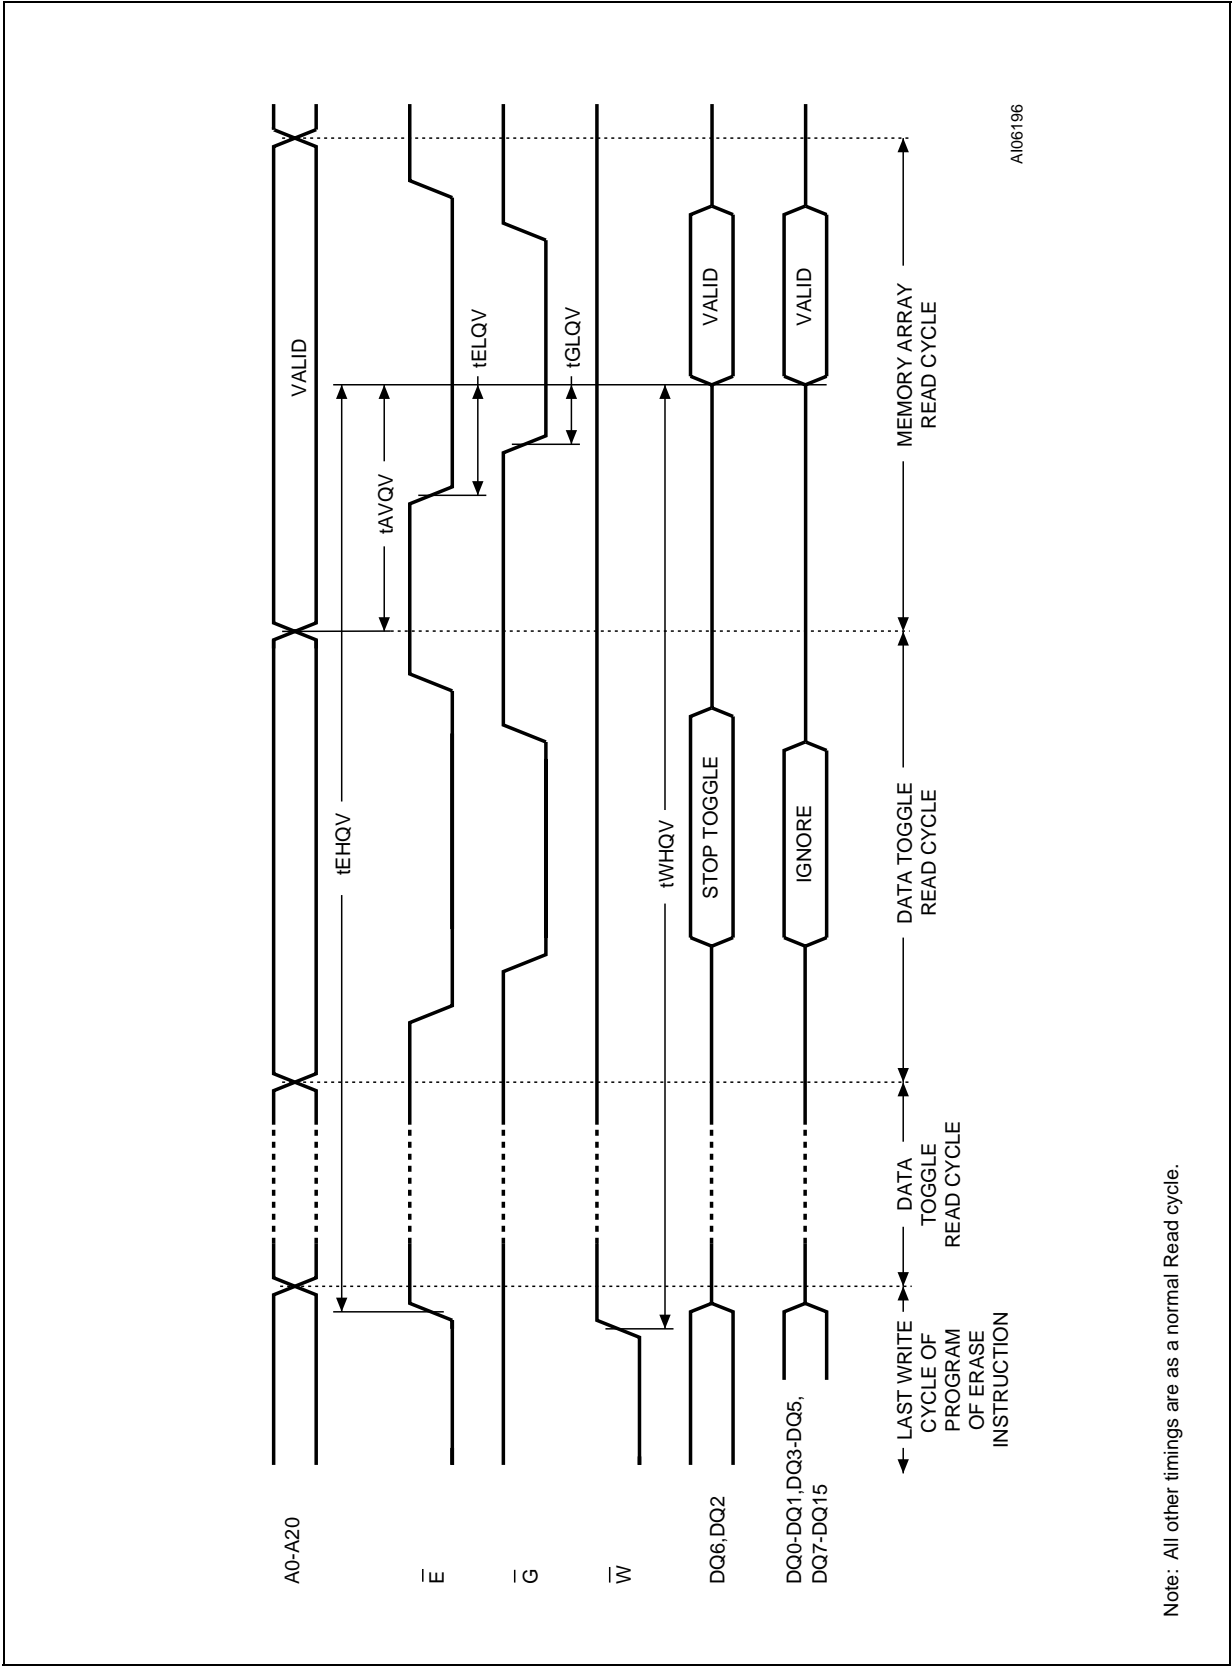 A0-A20
VALID
tEHQV
tAVQV
E
tELQV
G
tGLQV
W
tWHQV
DQ6,DQ2
STOP TOGGLE
VALID
DQ0-DQ1,DQ3-DQ5,
DQ7-DQ15
IGNORE
VALID
LAST WRITE
CYCLE OF
PROGRAM
OF ERASE
INSTRUCTION
DATA
TOGGLE
READ CYCLE
DATA TOGGLE
READ CYCLE
MEMORY ARRAY
READ CYCLE
AI06196
Note: All other timings are as a normal Read cycle.